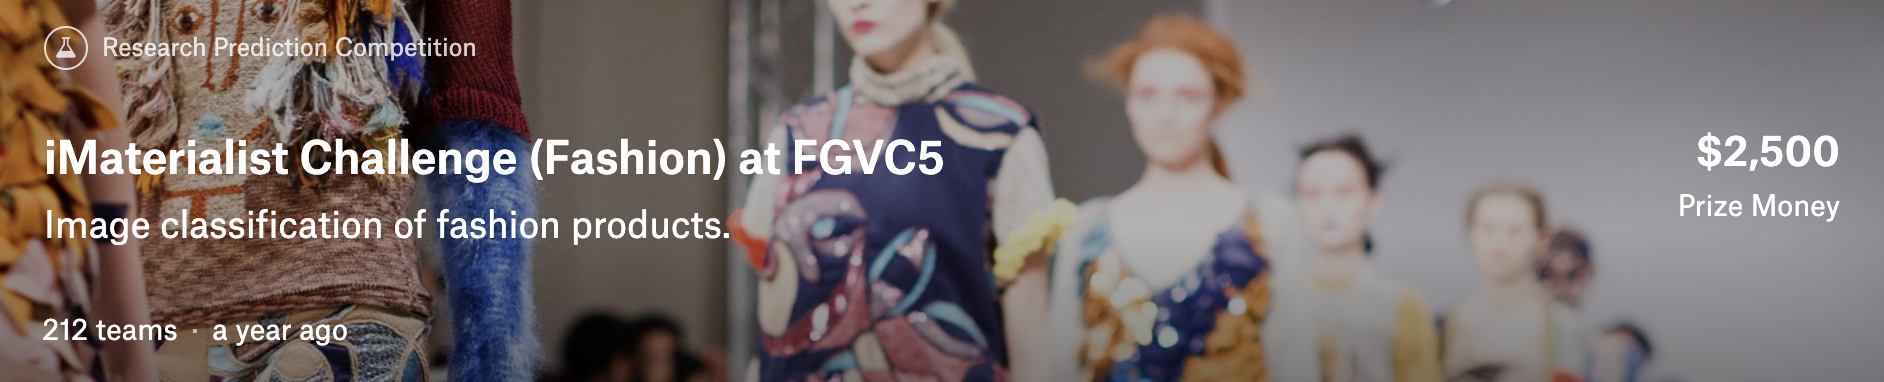 Research Prediction Competition
iMaterialist Challenge (Fashion) at FGVC5
$2,500
Image classification of fashion products.
Prize Money
212 teams · a year ago